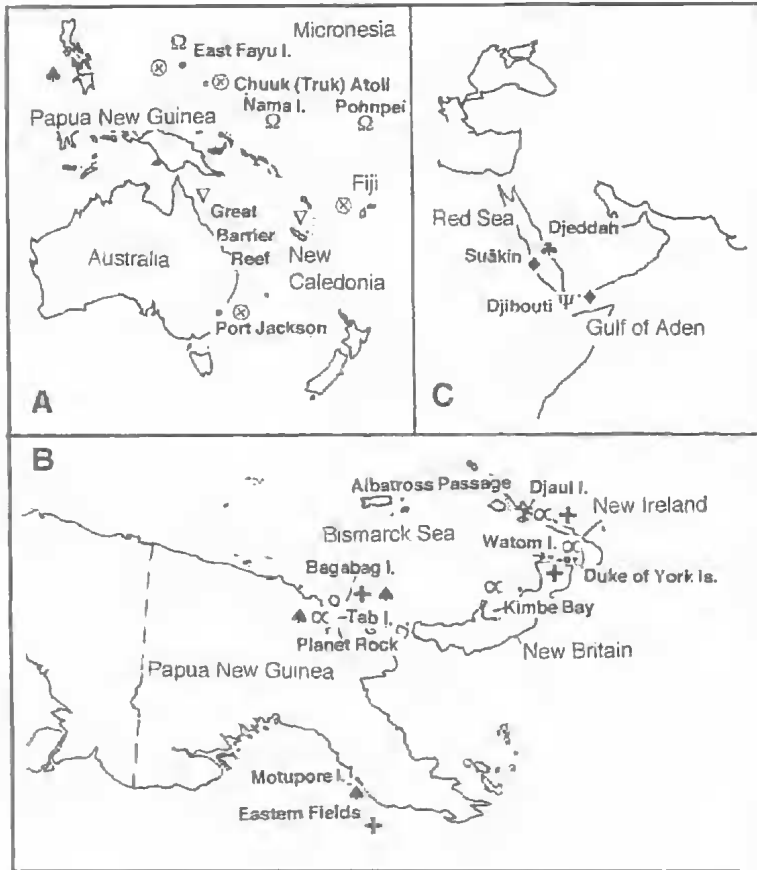 Micronesia
East Fayu I.
Chuuk (Truk) Atoll
Nama I.
Pohnpei
Papua New Guinea
Fiji
Great
Barrier
Reef
New
Caledonia
Australia
Port Jackson
A
Red Sea
Djeddah
Suākin
Djibouti Ψ
Gulf of Aden
C
B
Albatross Passage
Djaul I.
New Ireland
Bismarck Sea
Watom I.
Bagabag I.
Duke of York Is.
Tab I.
Kimbe Bay
Planet Rock
New Britain
Papua New Guinea
Motupore I.
Eastern Fields